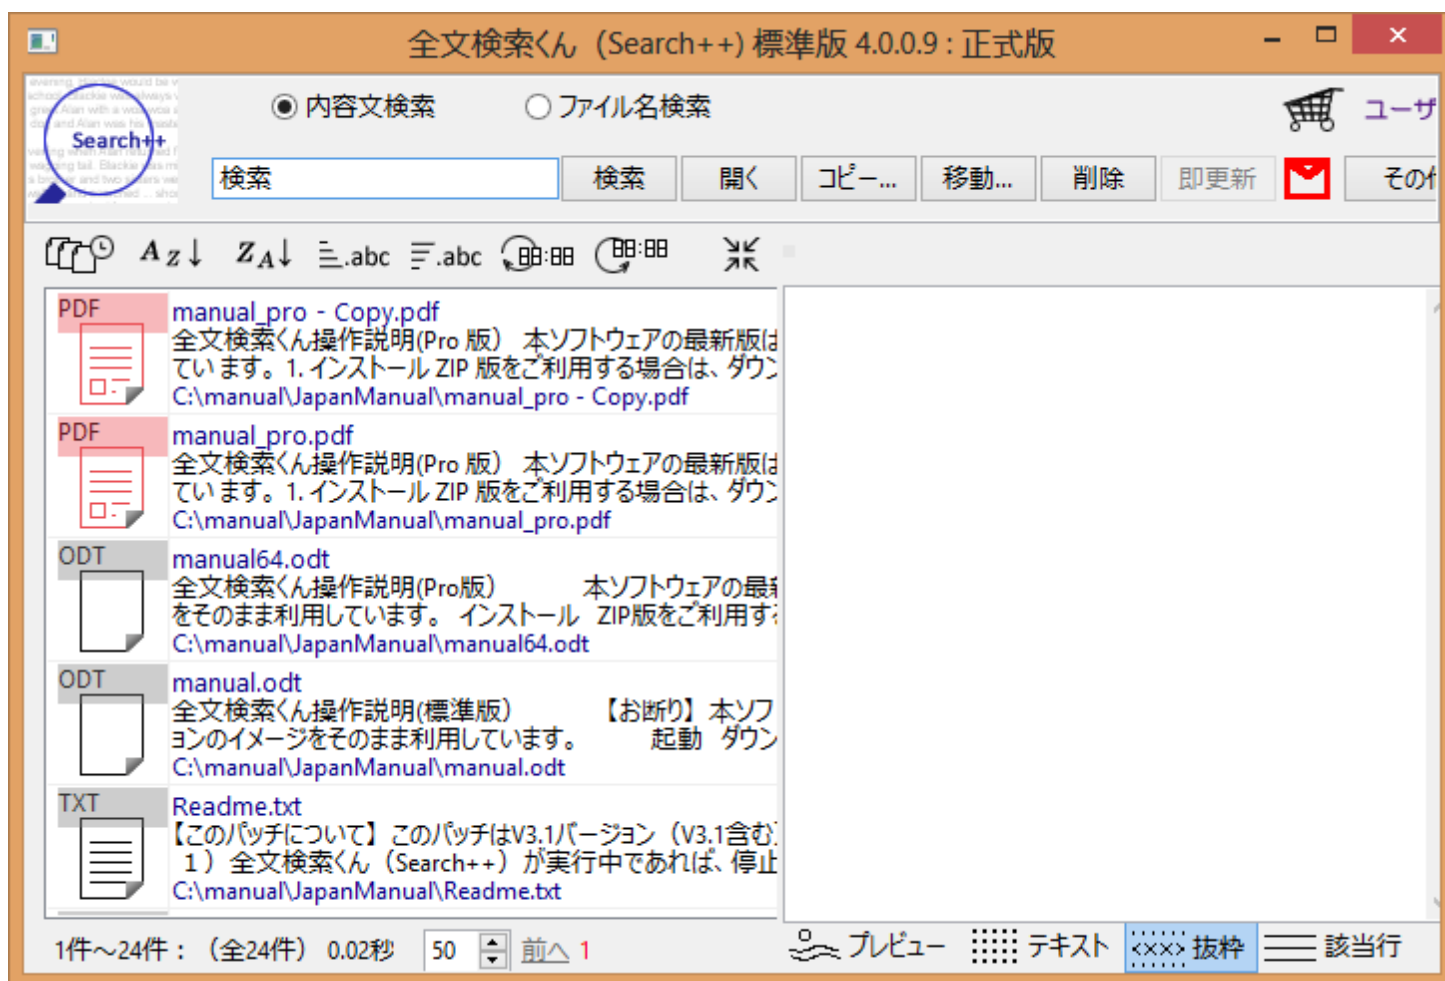 全文検索くん（Search++) 標準版 4.0.0.9 : 正式版
Search++
内容文検索
ファイル名検索
ユーザ
検索
検索
開く
コピー...
移動...
削除
即更新
その他
A Z↓
Z A↓
.abc
.abc
88:88
88:88
PDF
manual_pro - Copy.pdf
全文検索くん操作説明(Pro 版） 本ソフトウェアの最新版は
ています。1. インストール ZIP 版をご利用する場合は、ダウン
C:\manual\JapanManual\manual_pro - Copy.pdf
PDF
manual_pro.pdf
全文検索くん操作説明(Pro 版） 本ソフトウェアの最新版は
ています。1. インストール ZIP 版をご利用する場合は、ダウン
C:\manual\JapanManual\manual_pro.pdf
ODT
manual64.odt
全文検索くん操作説明(Pro版） 本ソフトウェアの最新
をそのまま利用しています。 インストール ZIP版をご利用す
C:\manual\JapanManual\manual64.odt
ODT
manual.odt
全文検索くん操作説明(標準版） 【お断り】本ソフ
ョンのイメージをそのまま利用しています。 起動 ダウン
C:\manual\JapanManual\manual.odt
TXT
Readme.txt
【このパッチについて】このパッチはV3.1バージョン（V3.1含む
１）全文検索くん（Search++）が実行中であれば、停止
C:\manual\JapanManual\Readme.txt
1件～24件： （全24件） 0.02秒
50
前へ 1
プレビュー
テキスト
抜粋
該当行